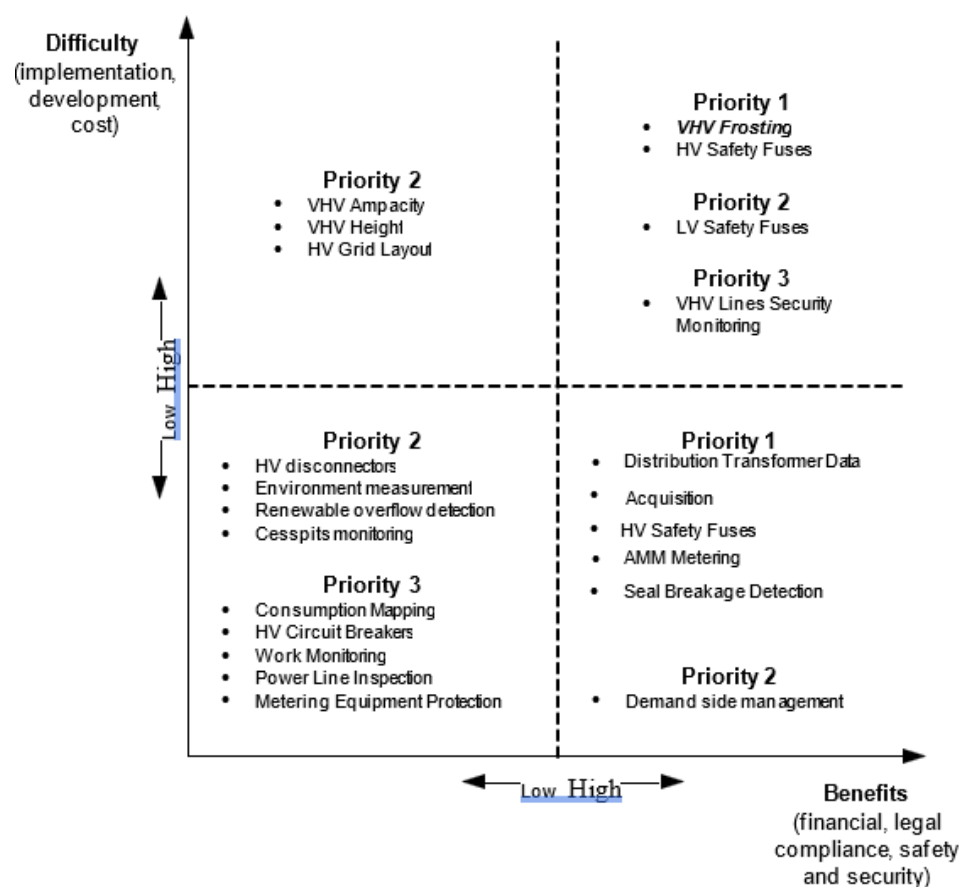 Difficulty
(implementation,
development,
cost)
Priority 1
• VHV Frosting
• HV Safety Fuses
Priority 2
• VHV Ampacity
• VHV Height
• HV Grid Layout
Priority 2
• LV Safety Fuses
Priority 3
• VHV Lines Security
Monitoring
Low High
Priority 2
• HV disconnectors
• Environment measurement
• Renewable overflow detection
• Cesspits monitoring
Priority 3
• Consumption Mapping
• HV Circuit Breakers
• Work Monitoring
• Power Line Inspection
• Metering Equipment Protection
Priority 1
• Distribution Transformer Data
• Acquisition
• HV Safety Fuses
• AMM Metering
• Seal Breakage Detection
Priority 2
• Demand side management
Low High
Benefits
(financial, legal
compliance, safety
and security)